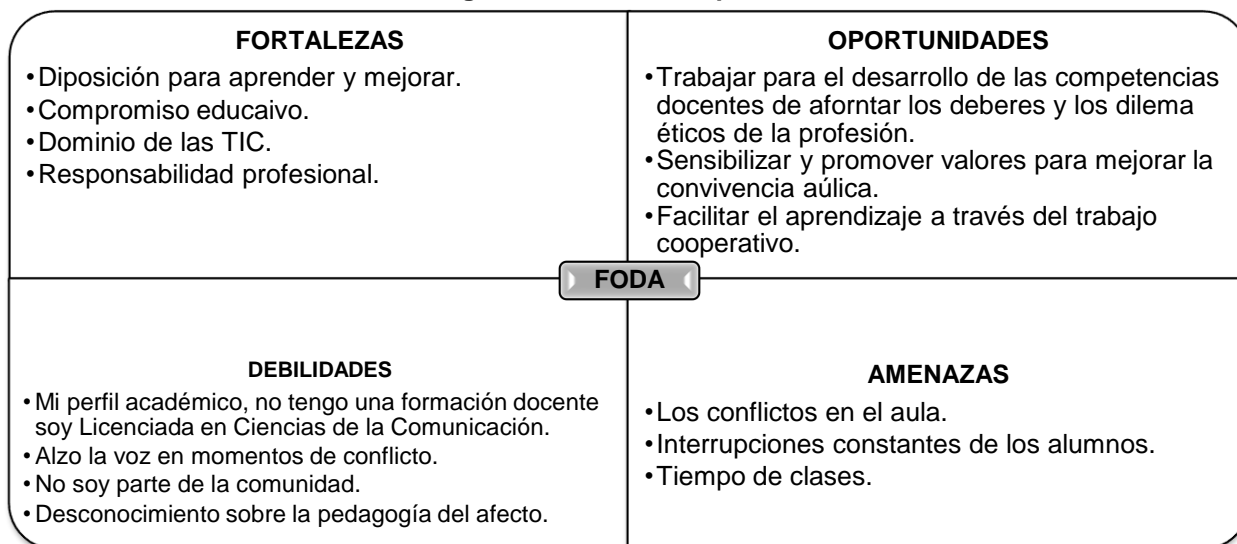 FORTALEZAS
•Diposición para aprender y mejorar.
•Compromiso educaivo.
•Dominio de las TIC.
•Responsabilidad profesional.
OPORTUNIDADES
•Trabajar para el desarrollo de las competencias
docentes de aforntar los deberes y los dilema
éticos de la profesión.
•Sensibilizar y promover valores para mejorar la
convivencia aúlica.
•Facilitar el aprendizaje a través del trabajo
cooperativo.
FODA
DEBILIDADES
•Mi perfil académico, no tengo una formación docente
soy Licenciada en Ciencias de la Comunicación.
•Alzo la voz en momentos de conflicto.
•No soy parte de la comunidad.
•Desconocimiento sobre la pedagogía del afecto.
AMENAZAS
•Los conflictos en el aula.
•Interrupciones constantes de los alumnos.
•Tiempo de clases.